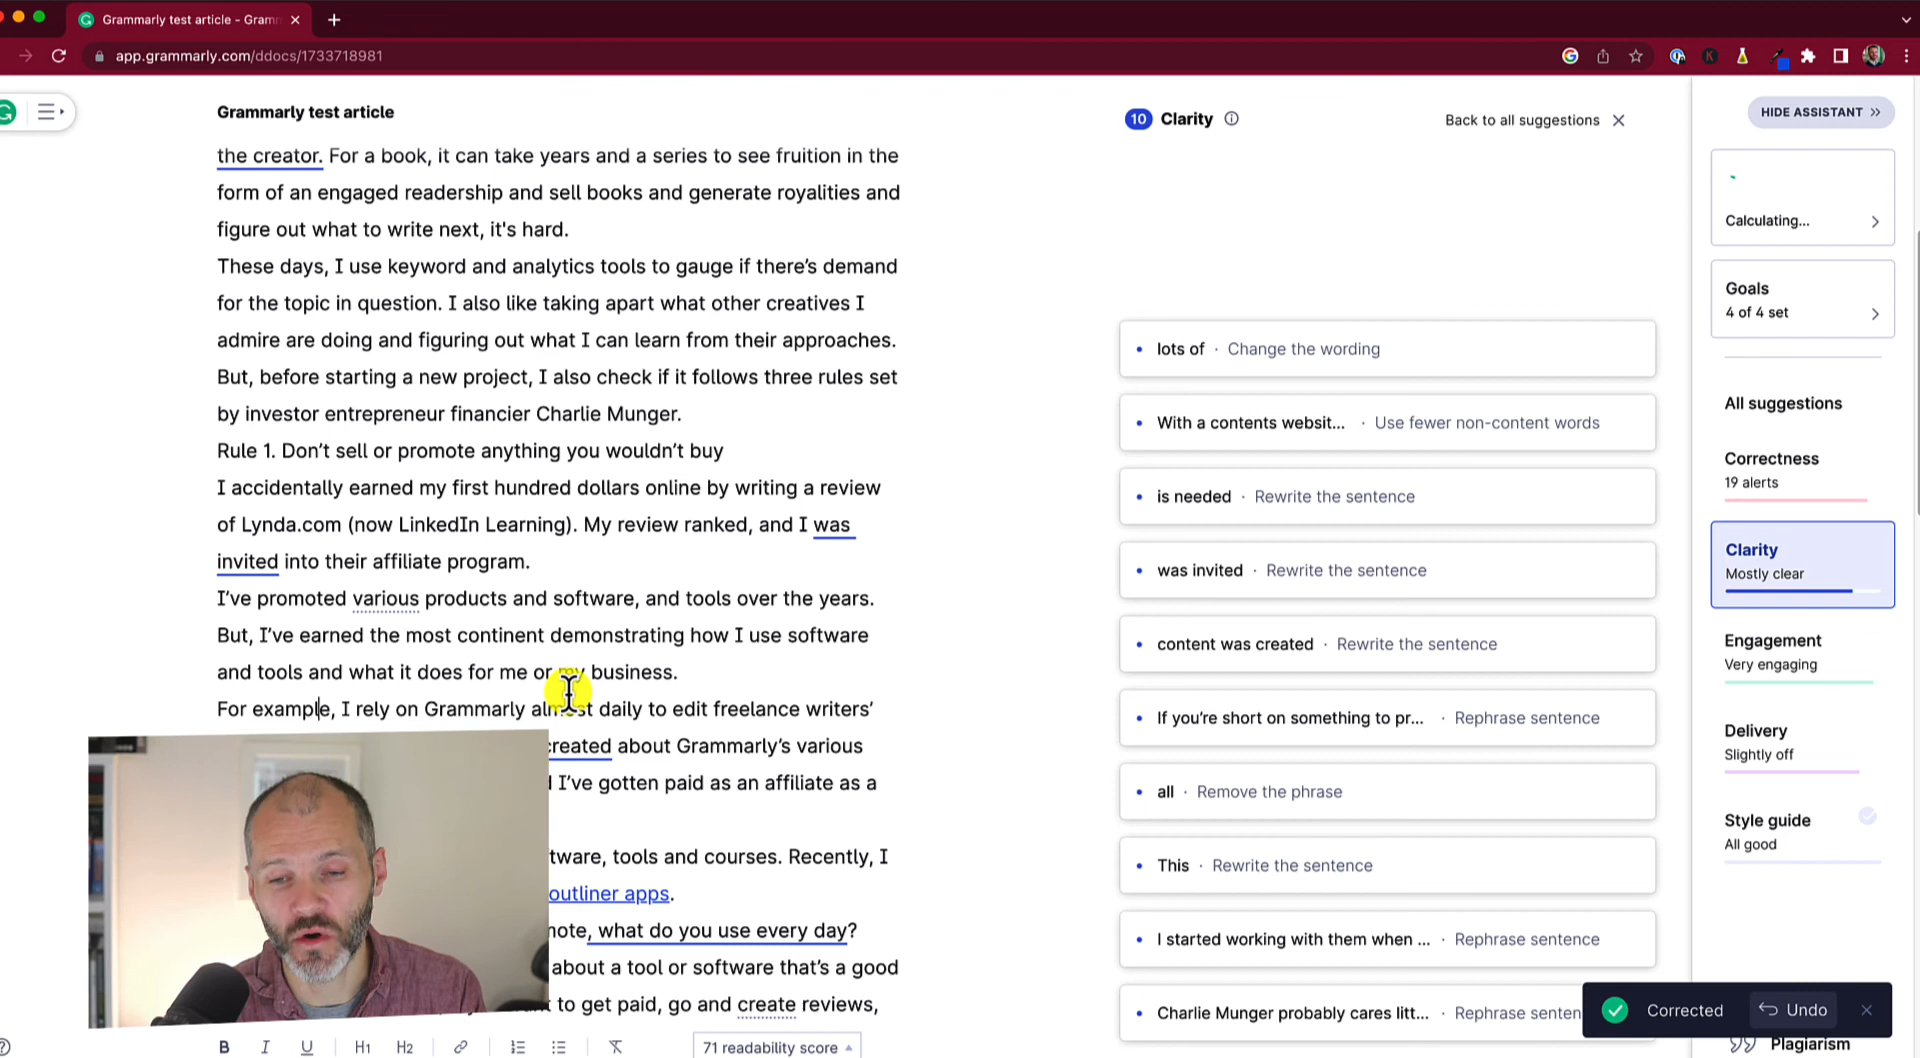 Grammarly test article - Gram
app.grammarly.com/ddocs/1733718981
Grammarly test article
the creator. For a book, it can take years and a series to see fruition in the
form of an engaged readership and sell books and generate royalities and
figure out what to write next, it's hard.
These days, I use keyword and analytics tools to gauge if there's demand
for the topic in question. I also like taking apart what other creatives I
admire are doing and figuring out what I can learn from their approaches.
But, before starting a new project, I also check if it follows three rules set
by investor entrepreneur financier Charlie Munger.
Rule 1. Don't sell or promote anything you wouldn't buy
I accidentally earned my first hundred dollars online by writing a review
of Lynda.com (now LinkedIn Learning). My review ranked, and I was
invited into their affiliate program.
I've promoted various products and software, and tools over the years.
But, I've earned the most continent demonstrating how I use software
and tools and what it does for me or my business.
For example, I rely on Grammarly almost daily to edit freelance writers'
created about Grammarly's various
I've gotten paid as an affiliate as a
tware, tools and courses. Recently, I
outliner apps.
note, what do you use every day?
about a tool or software that's a good
t to get paid, go and create reviews,
B I U H1 H2
71 readability score
10 Clarity
Back to all suggestions
lots of · Change the wording
With a contents websit... · Use fewer non-content words
is needed · Rewrite the sentence
was invited · Rewrite the sentence
content was created · Rewrite the sentence
If you're short on something to pr... · Rephrase sentence
all · Remove the phrase
This · Rewrite the sentence
I started working with them when ... · Rephrase sentence
Charlie Munger probably cares litt... · Rephrase senten
HIDE ASSISTANT
Calculating...
Goals
4 of 4 set
All suggestions
Correctness
19 alerts
Clarity
Mostly clear
Engagement
Very engaging
Delivery
Slightly off
Style guide
All good
Corrected Undo
Plagiarism